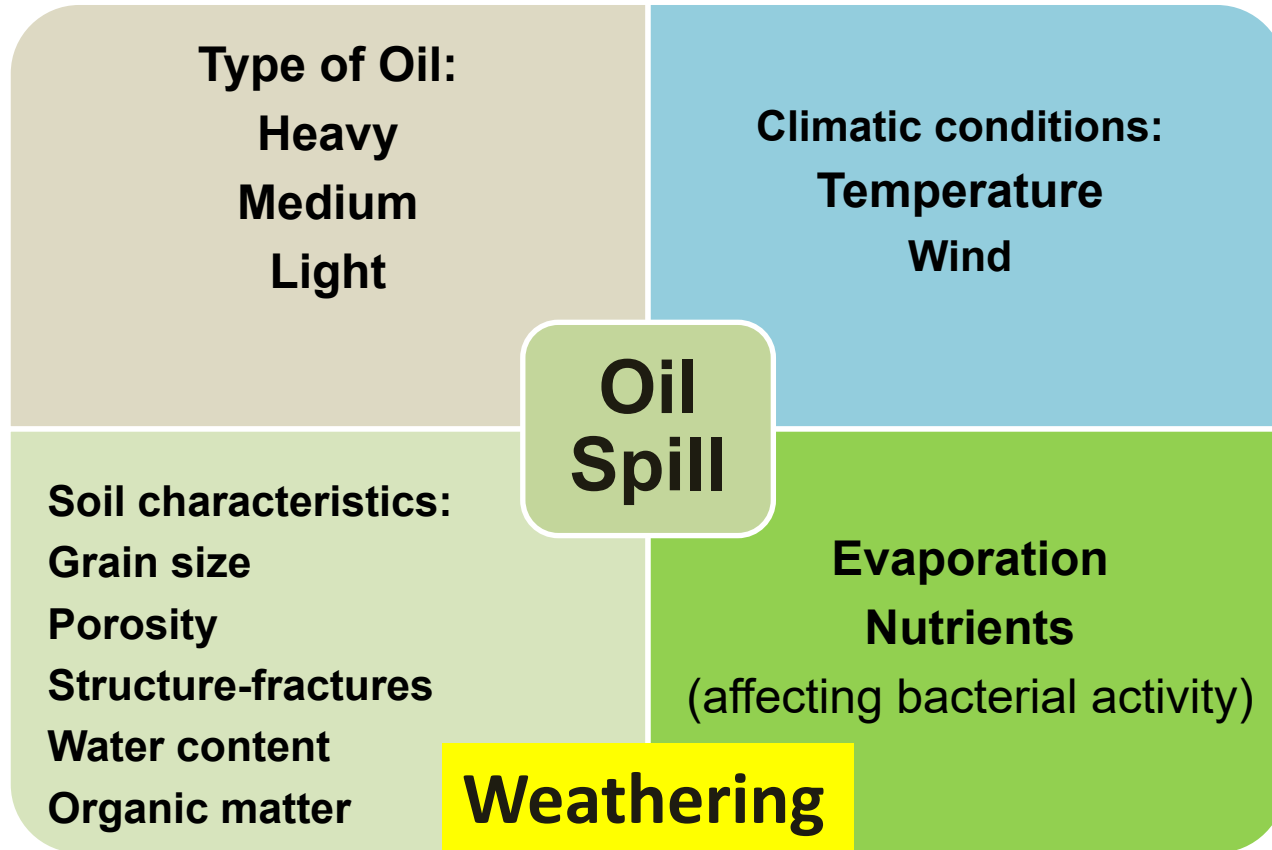 Type of Oil:
Heavy
Medium
Light
Climatic conditions:
Temperature
Wind
Oil
Spill
Soil characteristics:
Grain size
Porosity
Structure-fractures
Water content
Organic matter
Evaporation
Nutrients
(affecting bacterial activity)
Weathering